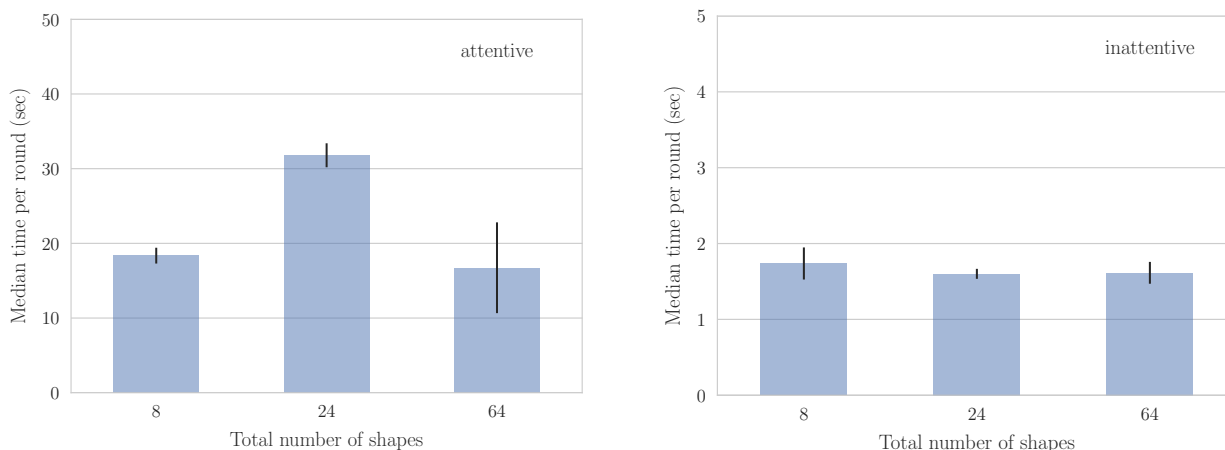 50
40
30
20
10
0
Median time per round (sec)
attentive
8 24 64
Total number of shapes
5
4
3
2
1
0
Median time per round (sec)
inattentive
8 24 64
Total number of shapes